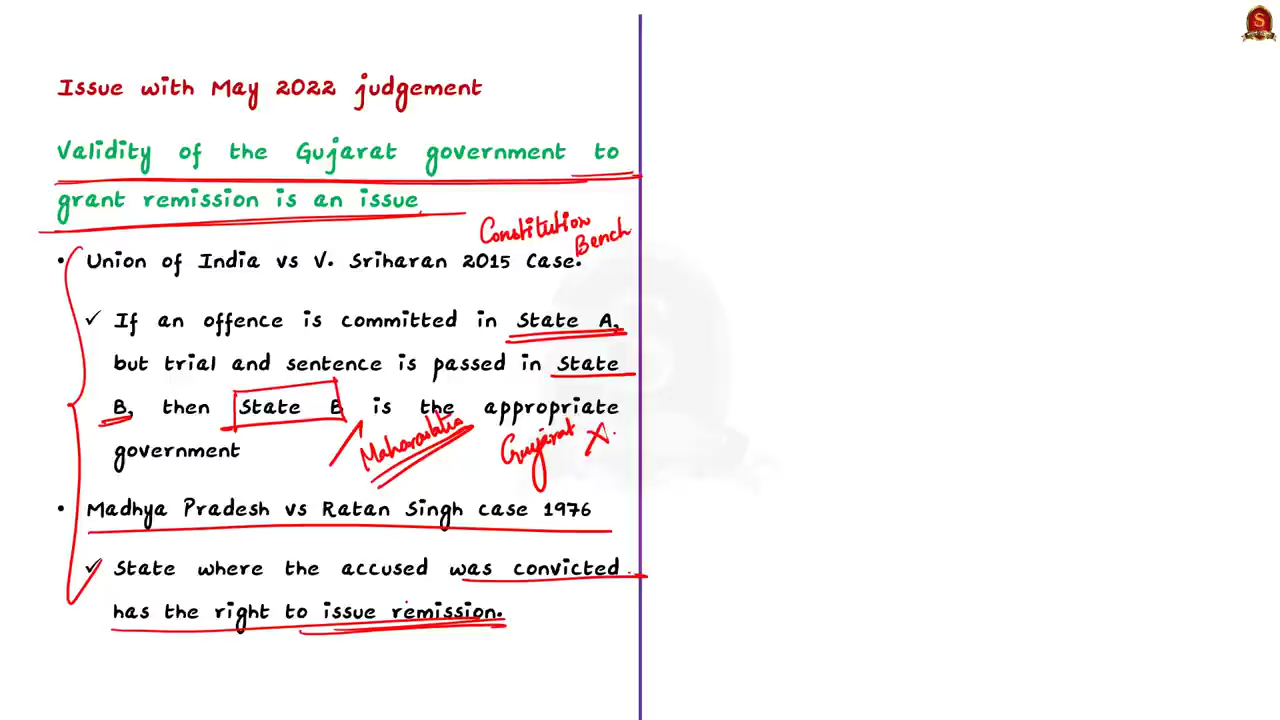 Issue with May 2022 judgement
Validity of the Gujarat government to
grant remission is an issue
Constitution
Bench
• Union of India vs V. Sriharan 2015 Case.
✓ If an offence is committed in State A,
but trial and sentence is passed in State
B, then State B is the appropriate
Maharashtra Gujarat X
government
• Madhya Pradesh vs Ratan Singh case 1976
✓ State where the accused was convicted
has the right to issue remission.
S